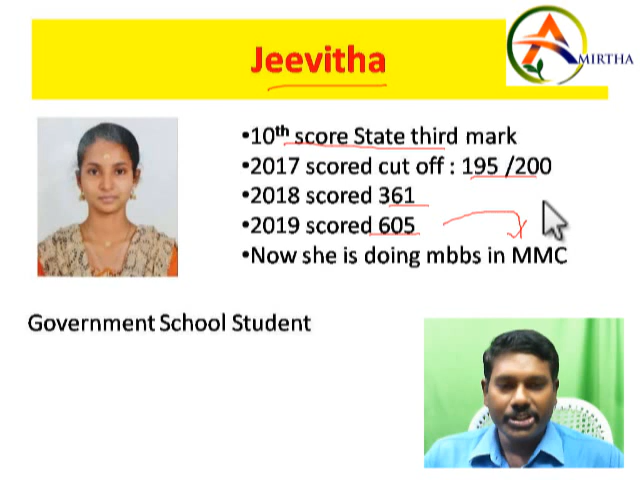 Jeevitha
AMIRTHA
•10th score State third mark
•2017 scored cut off : 195 /200
•2018 scored 361
•2019 scored 605
•Now she is doing mbbs in MMC
Government School Student